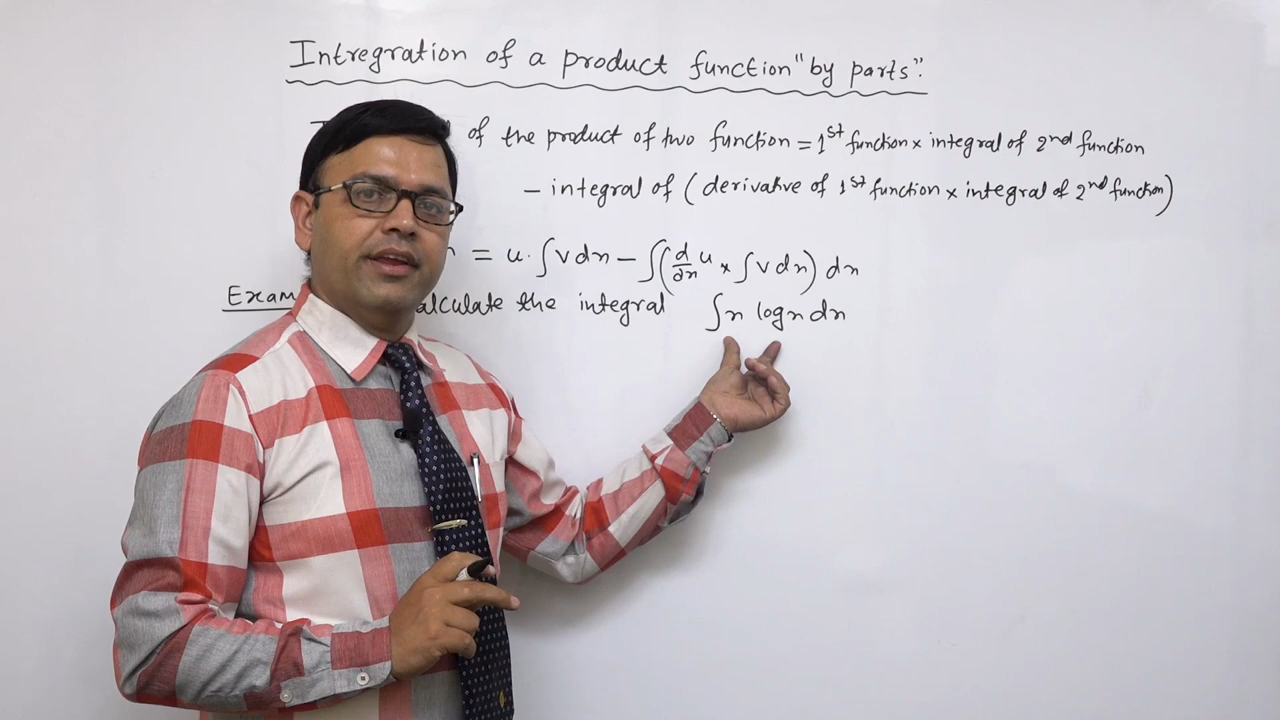 Intregration of a product function "by parts".
of the product of two function = 1st function × integral of 2nd function
- integral of (derivative of 1st function × integral of 2nd function)
= u. ∫v dx - ∫(d/dx u × ∫v dx) dx
Exam alculate the integral ∫x logx dx